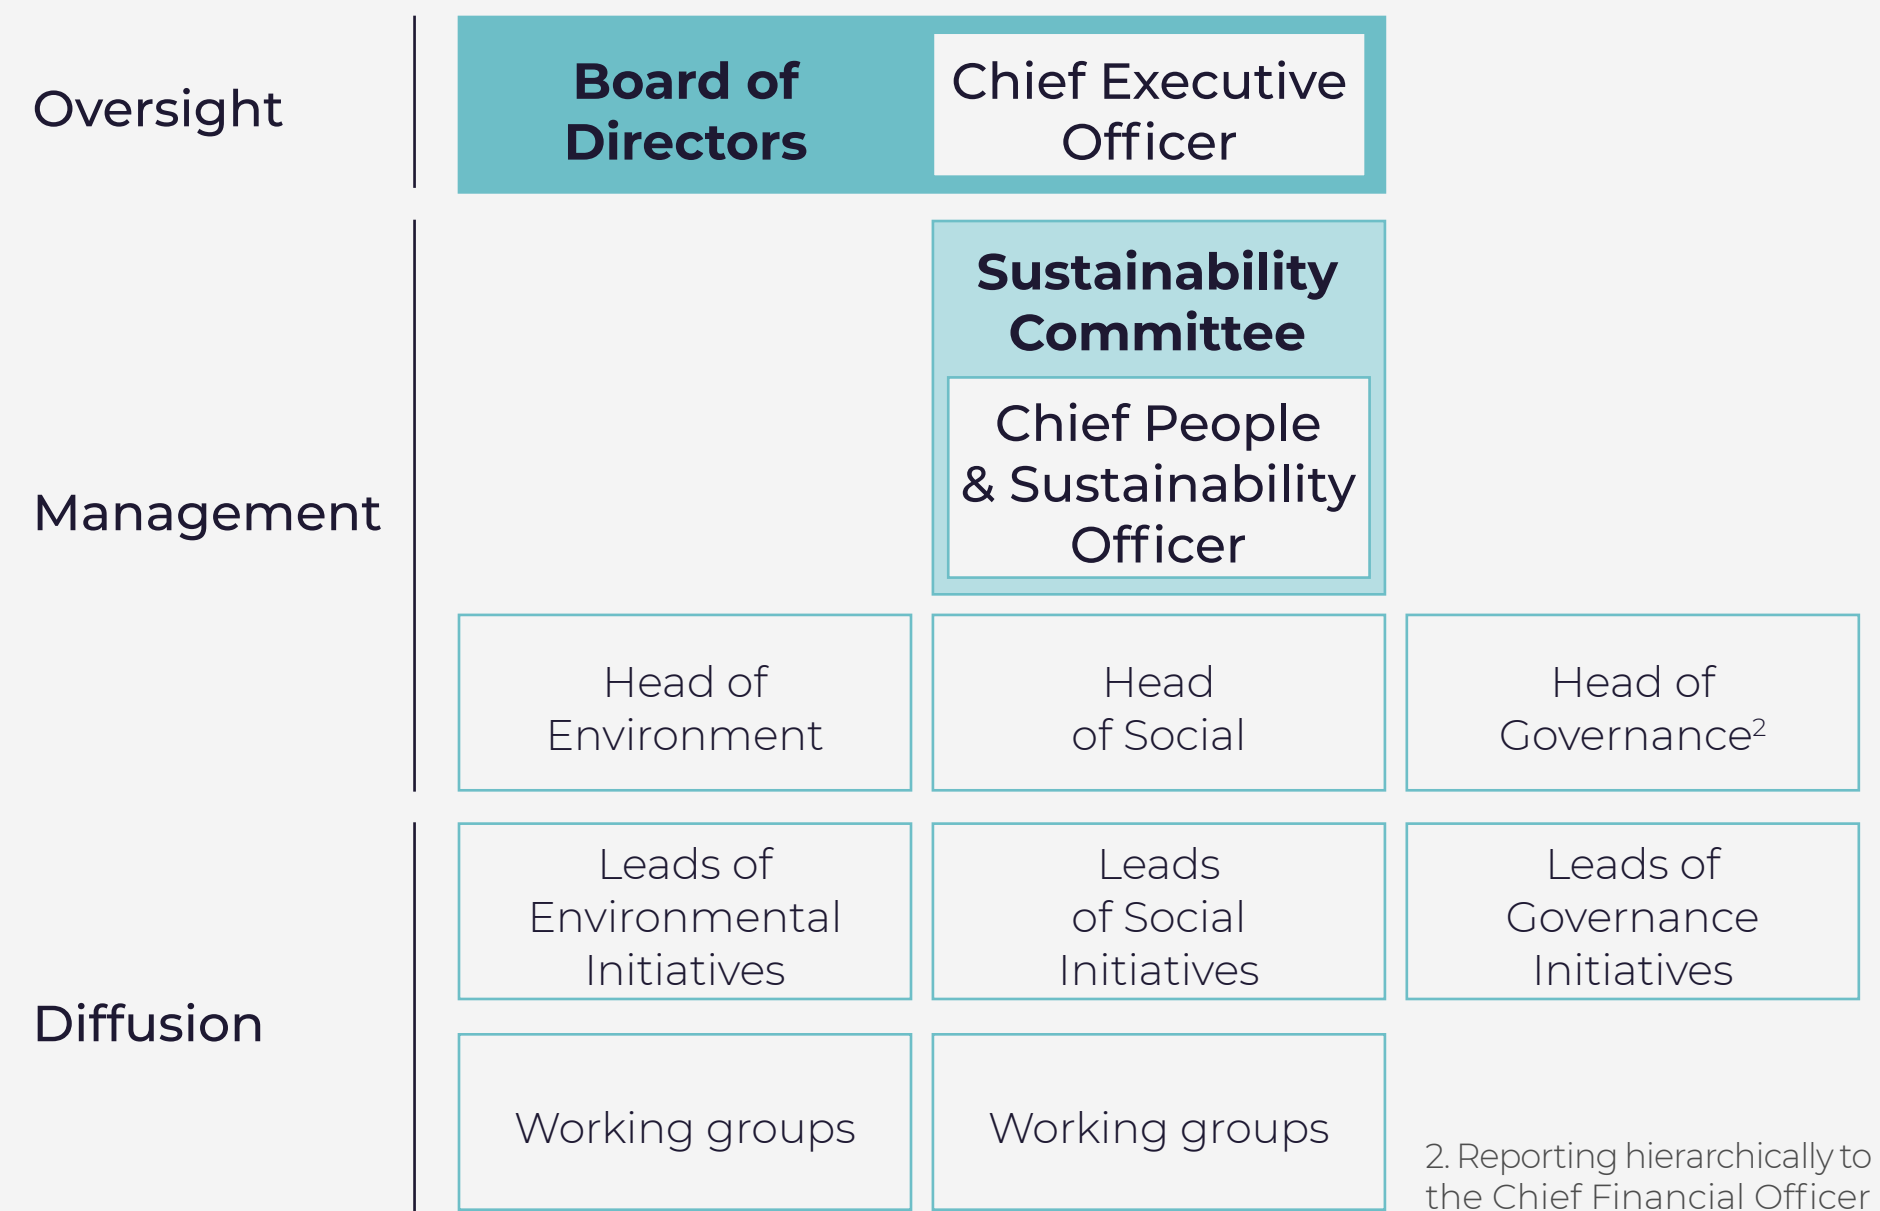 Oversight
Board of
Directors
Chief Executive
Officer
Management
Sustainability
Committee
Chief People
& Sustainability
Officer
Head of
Environment
Head
of Social
Head of
Governance²
Diffusion
Leads of
Environmental
Initiatives
Leads
of Social
Initiatives
Leads of
Governance
Initiatives
Working groups
Working groups
2. Reporting hierarchically to
the Chief Financial Officer